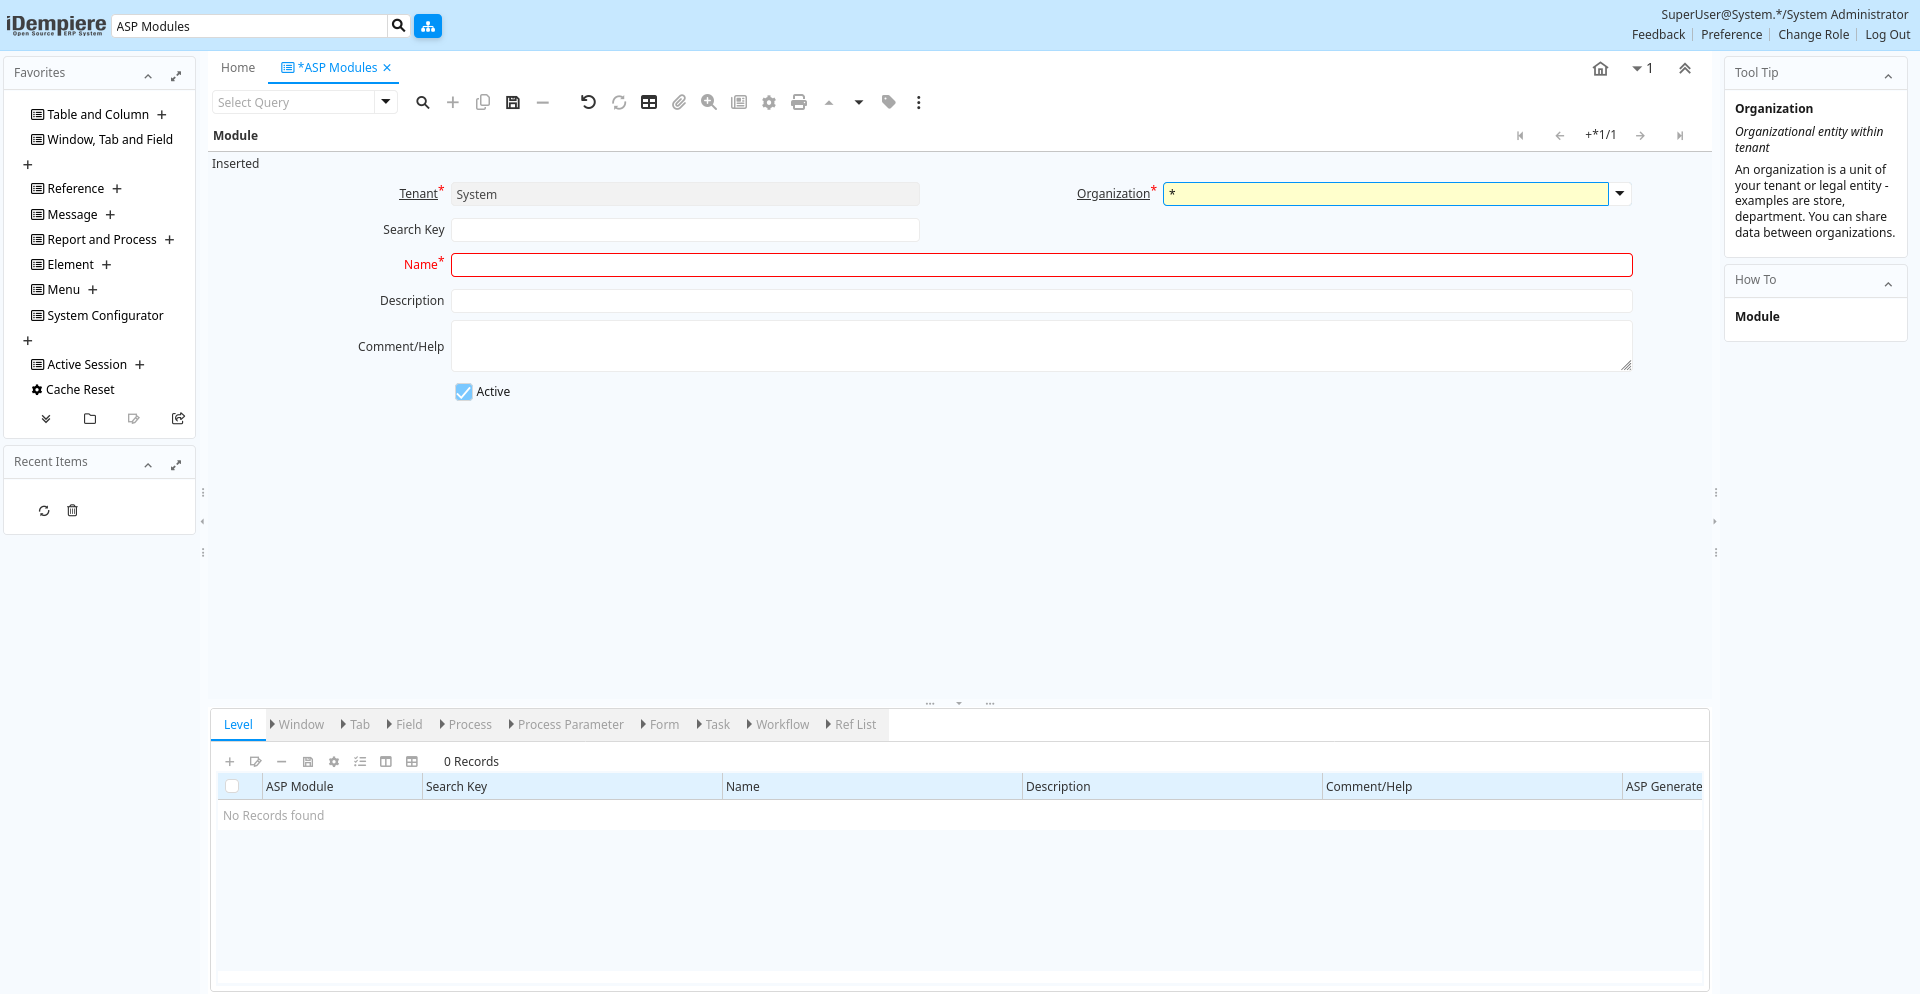 iDempiere
Open Source ERP System
ASP Modules
SuperUser@System.*/System Administrator
Feedback
Preference
Change Role
Log Out
Favorites
Table and Column
Window, Tab and Field
Reference
Message
Report and Process
Element
Menu
System Configurator
Active Session
Cache Reset
Recent Items
Home
*ASP Modules
1
Select Query
Module
+*1/1
Inserted
Tenant*
System
Organization*
*
Search Key
Name*
Description
Comment/Help
Active
Level
Window
Tab
Field
Process
Process Parameter
Form
Task
Workflow
Ref List
0 Records
ASP Module
Search Key
Name
Description
Comment/Help
ASP Generate
No Records found
Tool Tip
Organization
Organizational entity within
tenant
An organization is a unit of
your tenant or legal entity -
examples are store,
department. You can share
data between organizations.
How To
Module